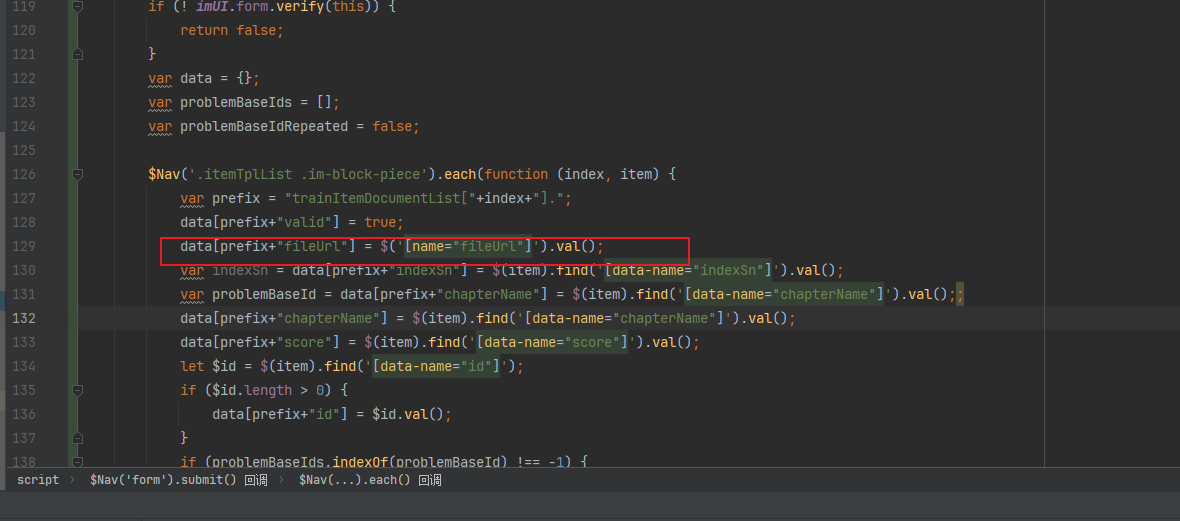 119 if (! imUI.form.verify(this)) {
120 return false;
121 }
122 var data = {};
123 var problemBaseIds = [];
124 var problemBaseIdRepeated = false;
125
126 $Nav('.itemTplList .im-block-piece').each(function (index, item) {
127 var prefix = "trainItemDocumentList["+index+"].";
128 data[prefix+"valid"] = true;
129 data[prefix+"fileUrl"] = $('[name="fileUrl"]').val();
130 var indexSn = data[prefix+"indexSn"] = $(item).find('[data-name="indexSn"]').val();
131 var problemBaseId = data[prefix+"chapterName"] = $(item).find('[data-name="chapterName"]').val();;
132 data[prefix+"chapterName"] = $(item).find('[data-name="chapterName"]').val();
133 data[prefix+"score"] = $(item).find('[data-name="score"]').val();
134 let $id = $(item).find('[data-name="id"]');
135 if ($id.length > 0) {
136 data[prefix+"id"] = $id.val();
137 }
138 if (problemBaseIds.indexOf(problemBaseId) !== -1) {
script › $Nav('form').submit() 回调 › $Nav(...).each() 回调